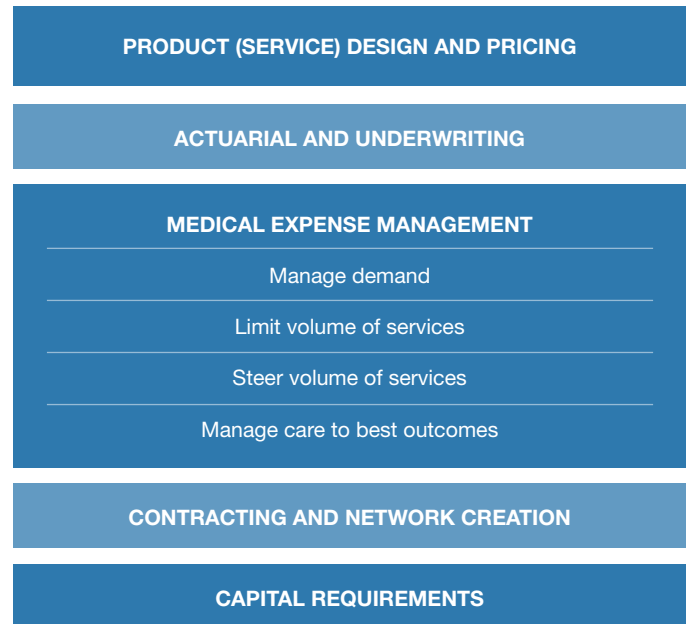 PRODUCT (SERVICE) DESIGN AND PRICING
ACTUARIAL AND UNDERWRITING
MEDICAL EXPENSE MANAGEMENT
Manage demand
Limit volume of services
Steer volume of services
Manage care to best outcomes
CONTRACTING AND NETWORK CREATION
CAPITAL REQUIREMENTS